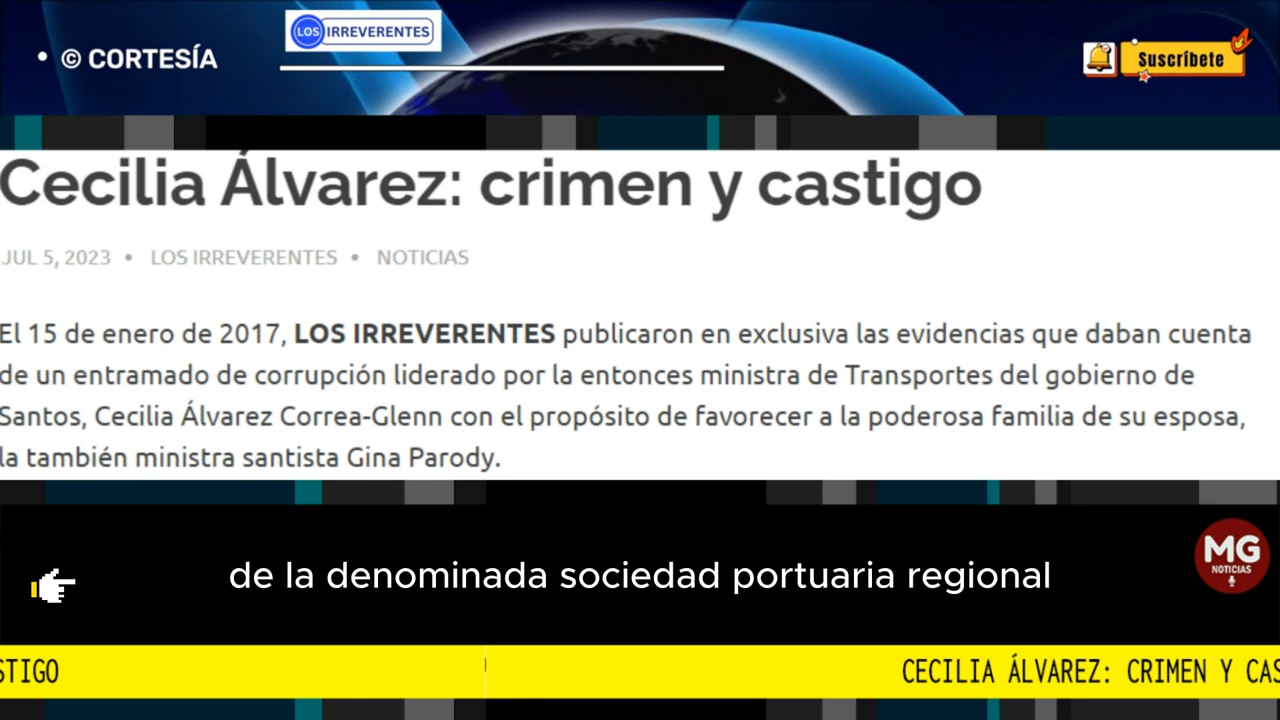 • © CORTESÍA
LOS IRREVERENTES
Suscríbete
Cecilia Álvarez: crimen y castigo
JUL 5, 2023 • LOS IRREVERENTES • NOTICIAS
El 15 de enero de 2017, LOS IRREVERENTES publicaron en exclusiva las evidencias que daban cuenta
de un entramado de corrupción liderado por la entonces ministra de Transportes del gobierno de
Santos, Cecilia Álvarez Correa-Glenn con el propósito de favorecer a la poderosa familia de su esposa,
la también ministra santista Gina Parody.
de la denominada sociedad portuaria regional
MG
NOTICIAS
STIGO
CECILIA ÁLVAREZ: CRIMEN Y CAS